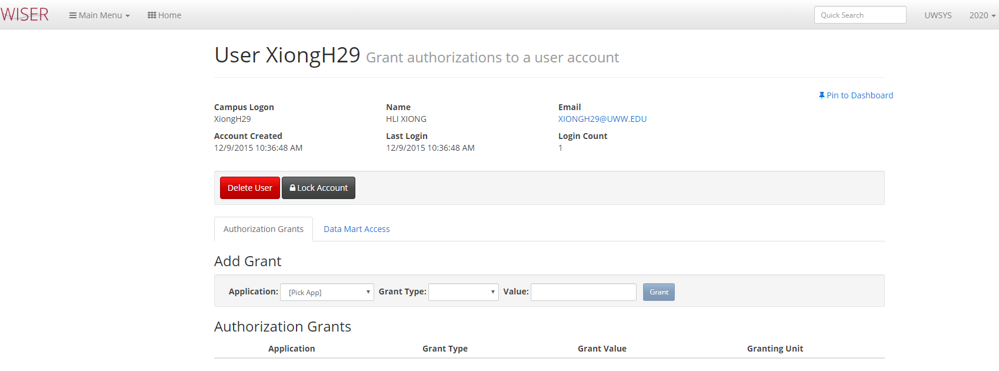 WISER Main Menu Home Quick Search UWSYS 2020
User XiongH29 Grant authorizations to a user account
Pin to Dashboard
Campus Logon Name Email
XiongH29 HLI XIONG XIONGH29@UWW.EDU
Account Created Last Login Login Count
12/9/2015 10:36:48 AM 12/9/2015 10:36:48 AM 1
Delete User Lock Account
Authorization Grants Data Mart Access
Add Grant
Application: [Pick App] Grant Type: Value: Grant
Authorization Grants
Application Grant Type Grant Value Granting Unit